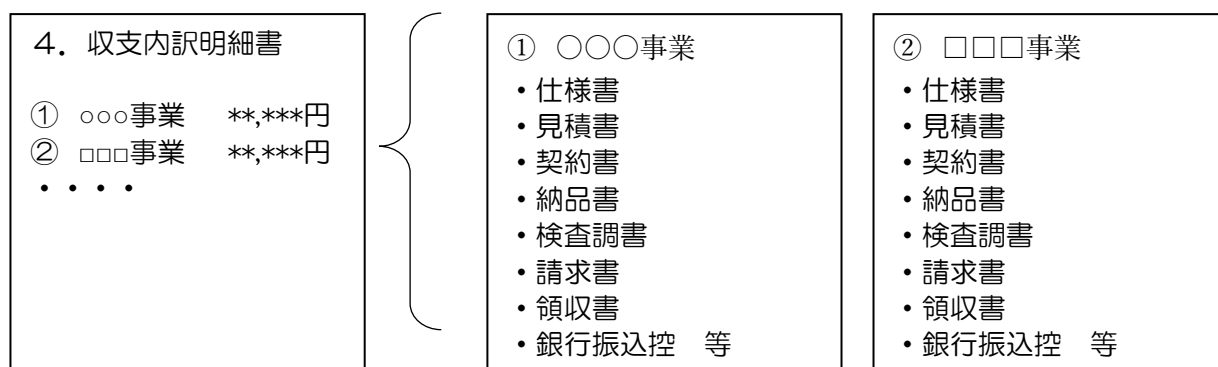 ４．収支内訳明細書
① ○○○事業　**,***円
② □□□事業　**,***円
・・・・
① ○○○事業
・仕様書
・見積書
・契約書
・納品書
・検査調書
・請求書
・領収書
・銀行振込控　等
② □□□事業
・仕様書
・見積書
・契約書
・納品書
・検査調書
・請求書
・領収書
・銀行振込控　等